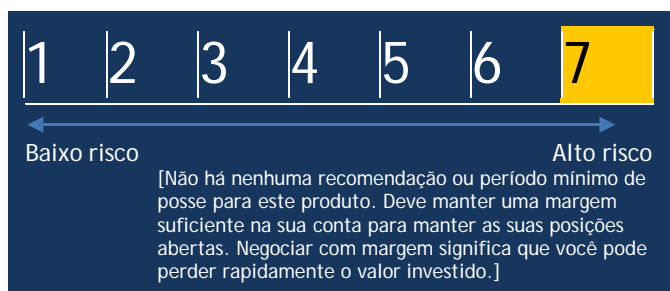 1 2 3 4 5 6 7
Baixo risco Alto risco
[Não há nenhuma recomendação ou período mínimo de
posse para este produto. Deve manter uma margem
suficiente na sua conta para manter as suas posições
abertas. Negociar com margem significa que você pode
perder rapidamente o valor investido.]